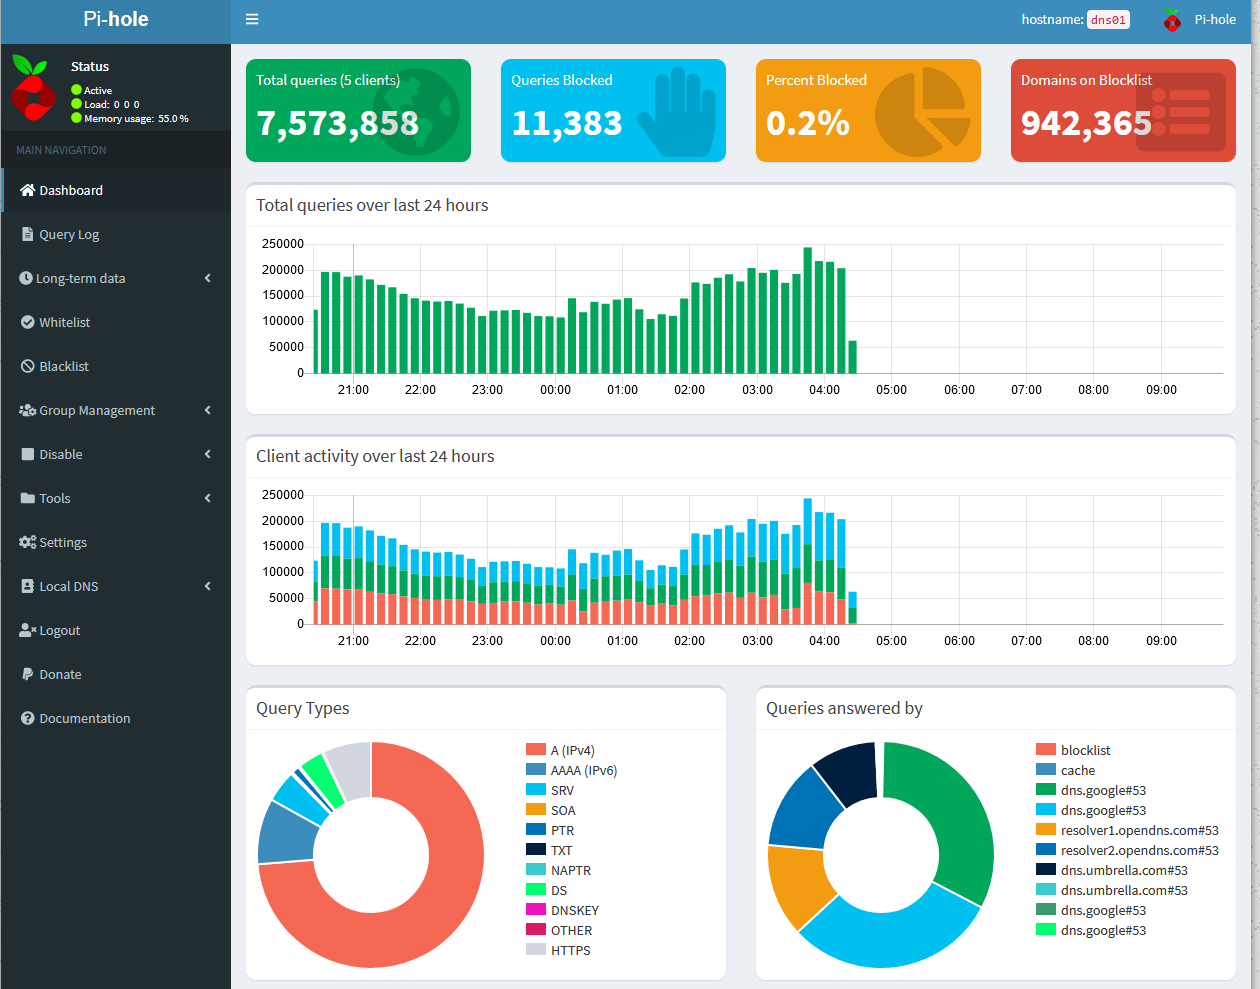 Pi-hole
hostname: dns01
Pi-hole
Status
Active
Load: 0 0 0
Memory usage: 55.0 %
MAIN NAVIGATION
Dashboard
Query Log
Long-term data
Whitelist
Blacklist
Group Management
Disable
Tools
Settings
Local DNS
Logout
Donate
Documentation
Total queries (5 clients)
7,573,858
Queries Blocked
11,383
Percent Blocked
0.2%
Domains on Blocklist
942,365
Total queries over last 24 hours
250000
200000
150000
100000
50000
0
21:00 22:00 23:00 00:00 01:00 02:00 03:00 04:00 05:00 06:00 07:00 08:00 09:00
Client activity over last 24 hours
250000
200000
150000
100000
50000
0
21:00 22:00 23:00 00:00 01:00 02:00 03:00 04:00 05:00 06:00 07:00 08:00 09:00
Query Types
A (IPv4)
AAAA (IPv6)
SRV
SOA
PTR
TXT
NAPTR
DS
DNSKEY
OTHER
HTTPS
Queries answered by
blocklist
cache
dns.google#53
dns.google#53
resolver1.opendns.com#53
resolver2.opendns.com#53
dns.umbrella.com#53
dns.umbrella.com#53
dns.google#53
dns.google#53